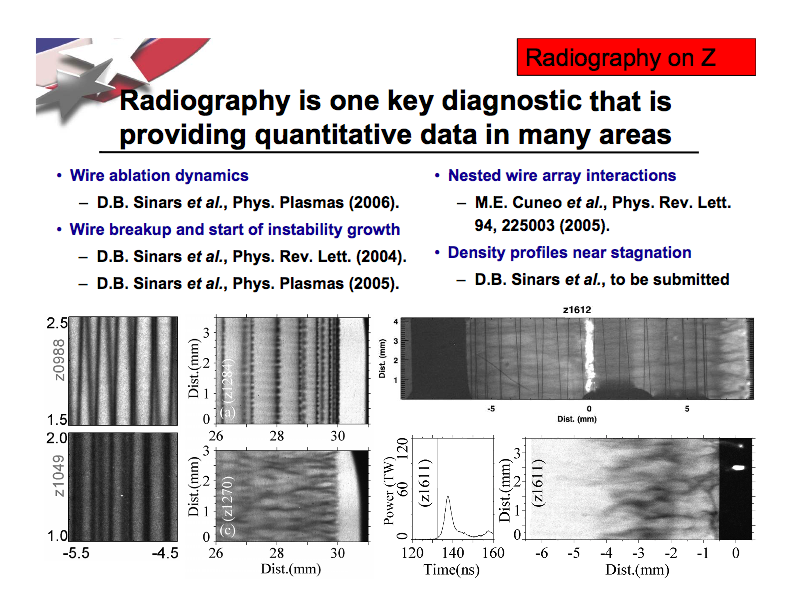 Radiography on Z
Radiography is one key diagnostic that is
providing quantitative data in many areas
• Wire ablation dynamics
– D.B. Sinars et al., Phys. Plasmas (2006).
• Wire breakup and start of instability growth
– D.B. Sinars et al., Phys. Rev. Lett. (2004).
– D.B. Sinars et al., Phys. Plasmas (2005).
• Nested wire array interactions
– M.E. Cuneo et al., Phys. Rev. Lett.
94, 225003 (2005).
• Density profiles near stagnation
– D.B. Sinars et al., to be submitted
2.5
z0988
1.5
2.0
z1049
1.0
-5.5 -4.5
Dist.(mm)
3
2
1
0
(a) (z1284)
26 28 30
Dist.(mm)
3
2
1
0
(c) (z1270)
26 28 30
Dist.(mm)
z1612
Dist. (mm)
4
3
2
1
-5 0 5
Dist. (mm)
Power (TW)
120
60
0
(z1611)
120 140 160
Time(ns)
Dist.(mm)
3
2
1
0
(z1611)
-6 -5 -4 -3 -2 -1 0
Dist.(mm)